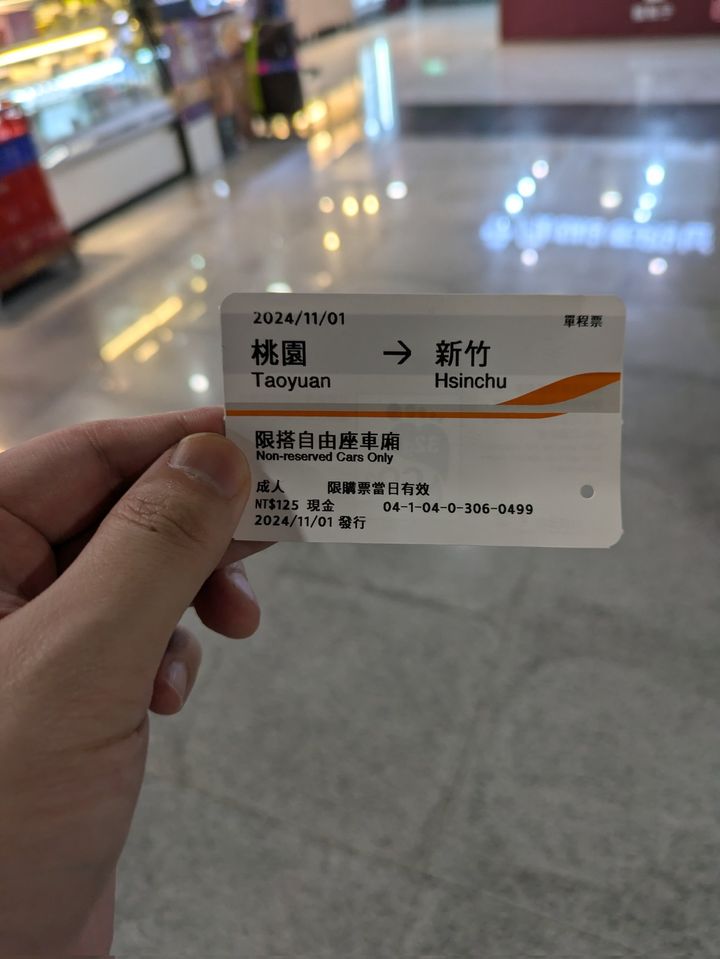 2024/11/01 單程票
桃園 → 新竹
Taoyuan Hsinchu
限搭自由座車廂
Non-reserved Cars Only
成人 限購票當日有效
NT$125 現金 04-1-04-0-306-0499
2024/11/01 發行